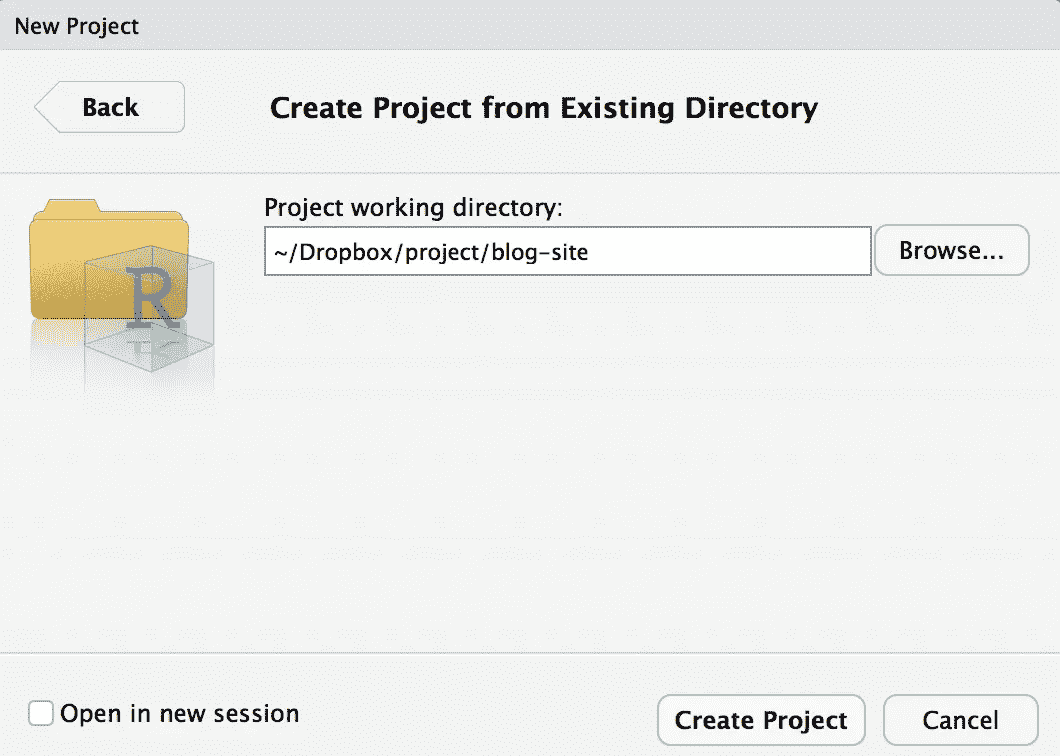 New Project
Back
Create Project from Existing Directory
Project working directory:
~/Dropbox/project/blog-site
Browse...
R
Open in new session
Create Project
Cancel